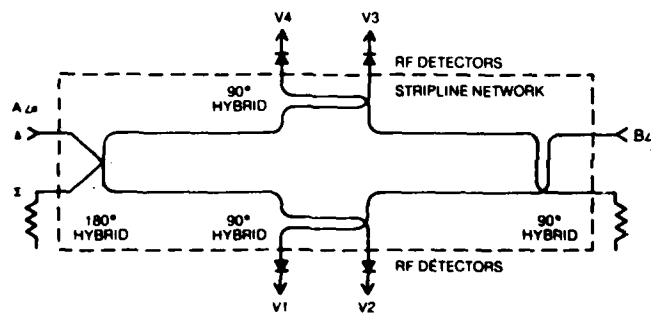 V4 V3
RF DETECTORS
STRIPLINE NETWORK
90°
HYBRID
Δ
Σ
180°
HYBRID
90°
HYBRID
90°
HYBRID
RF DETECTORS
V1 V2